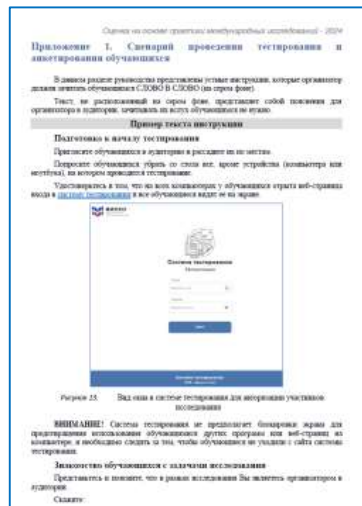 Оценка на основе практики международных исследований - 2024
Приложение 1. Сценарий проведения тестирования и
анкетирования обучающихся
В данном разделе руководства представлены устные инструкции, которые организатор
должен зачитать обучающимся СЛОВО В СЛОВО (на сером фоне).
Текст, не расположенный на сером фоне, представляет собой пояснения для
организатора в аудитории, зачитывать их вслух обучающимся не нужно.
Пример текста инструкции
Подготовка к началу тестирования
Пригласите обучающихся в аудиторию и рассадите их по местам.
Попросите обучающихся убрать со стола все, кроме устройства (компьютера или
ноутбука), на котором проводится тестирование.
Удостоверьтесь в том, что на всех компьютерах у обучающихся открыта веб-страница
входа в систему тестирования и все обучающиеся видят ее на экране.
Система тестирования
Рисунок 13. Вид окна в системе тестирования для авторизации участников
исследования
ВНИМАНИЕ! Система тестирования не предполагает блокировки экрана для
предотвращения использования обучающимися других программ или веб-страниц на
компьютере, и необходимо следить за тем, чтобы обучающиеся не уходили с сайта системы
тестирования.
Знакомство обучающихся с задачами исследования
Представьтесь и поясните, что в рамках исследования Вы являетесь организатором в
аудитории.
Скажите: